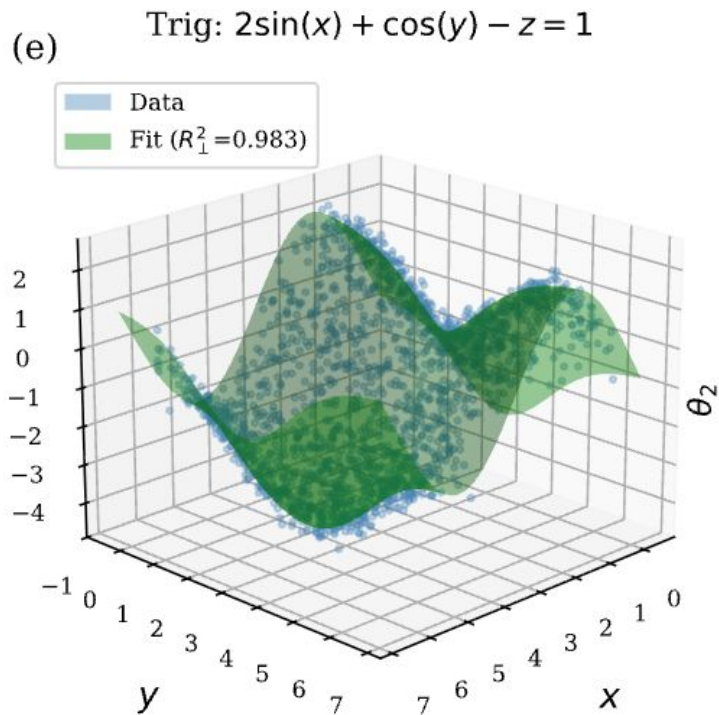 Trig: 2sin(x) + cos(y) − z = 1
(e)
Data
Fit (R²⊥=0.983)
2
1
0
−1
−2
−3
−4
θ₂
−1 0 1 2 3 4 5 6 7
7 6 5 4 3 2 1 0
y
x